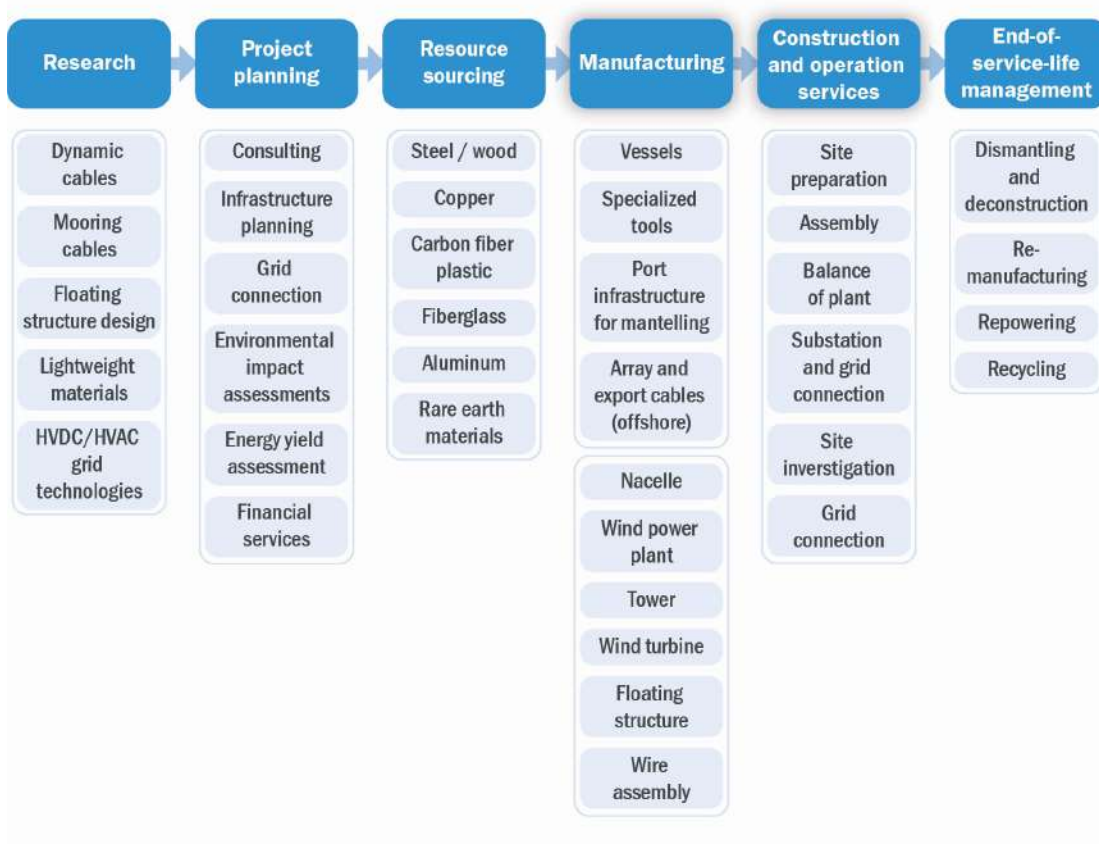 Research
Project
planning
Resource
sourcing
Manufacturing
Construction
and operation
services
End-of-
service-life
management
Dynamic
cables
Mooring
cables
Floating
structure design
Lightweight
materials
HVDC/HVAC
grid
technologies
Consulting
Infrastructure
planning
Grid
connection
Environmental
impact
assessments
Energy yield
assessment
Financial
services
Steel / wood
Copper
Carbon fiber
plastic
Fiberglass
Aluminum
Rare earth
materials
Vessels
Specialized
tools
Port
infrastructure
for mantelling
Array and
export cables
(offshore)
Nacelle
Wind power
plant
Tower
Wind turbine
Floating
structure
Wire
assembly
Site
preparation
Assembly
Balance
of plant
Substation
and grid
connection
Site
inverstigation
Grid
connection
Dismantling
and
deconstruction
Re-
manufacturing
Repowering
Recycling